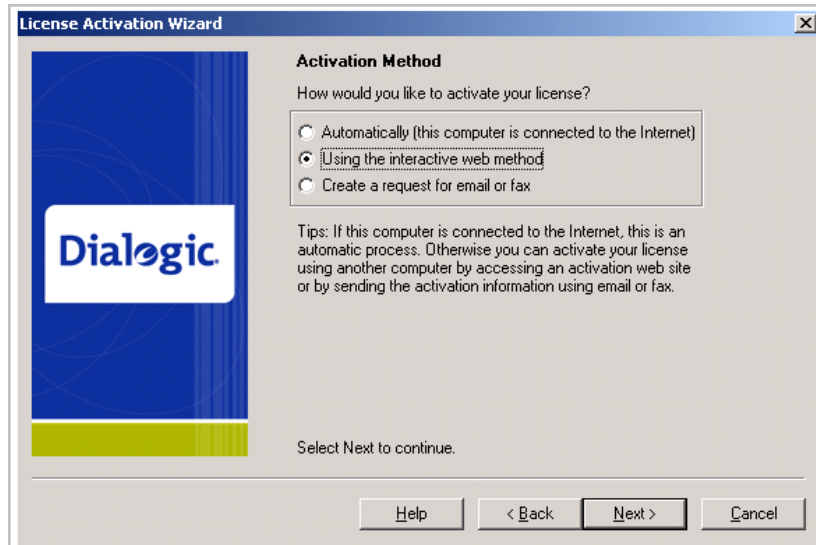 License Activation Wizard
Activation Method
How would you like to activate your license?
Automatically (this computer is connected to the Internet)
Using the interactive web method
Create a request for email or fax
Tips: If this computer is connected to the Internet, this is an
automatic process. Otherwise you can activate your license
using another computer by accessing an activation web site
or by sending the activation information using email or fax.
Dialogic
Select Next to continue.
Help
< Back
Next >
Cancel